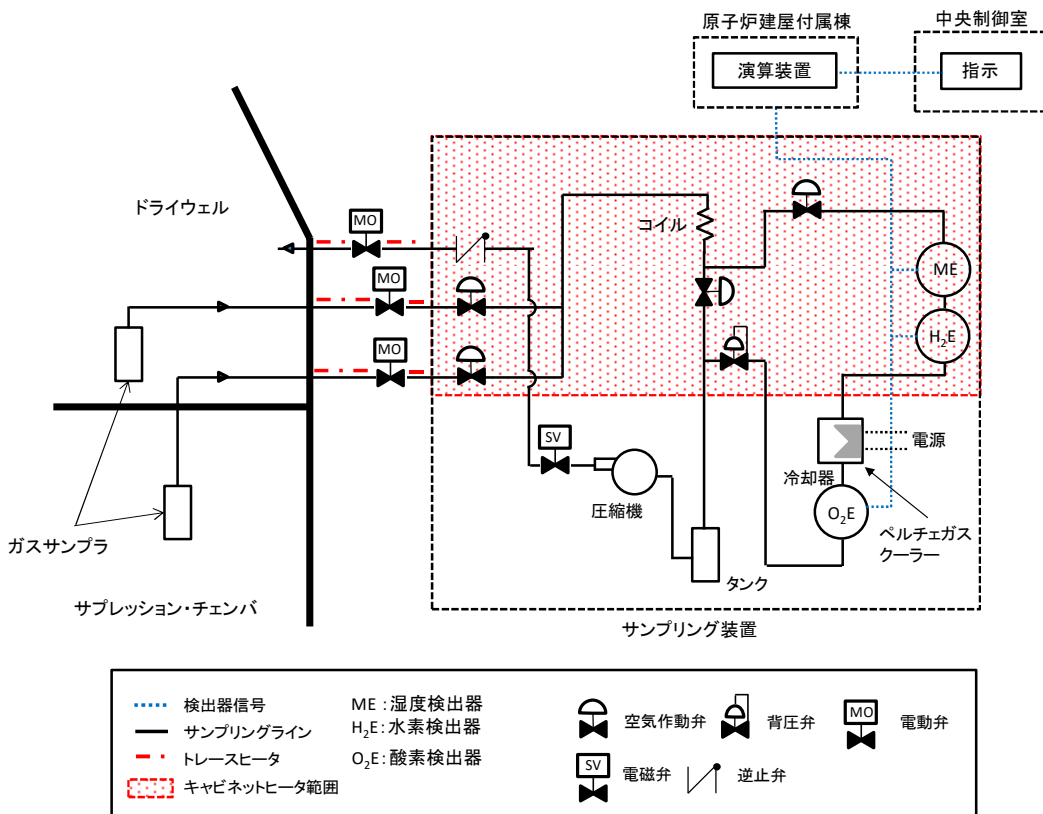 原子炉建屋付属棟
中央制御室
演算装置
指示
ドライウェル
MO
コイル
MO
ME
H₂E
MO
SV
電源
冷却器
圧縮機
O₂E
ペルチェガス
クーラー
ガスサンプラ
タンク
サプレッション・チェンバ
サンプリング装置
検出器信号
サンプリングライン
トレースヒータ
キャビネットヒータ範囲
ME：湿度検出器
H₂E：水素検出器
O₂E：酸素検出器
空気作動弁
背圧弁
MO
電動弁
SV
電磁弁
逆止弁